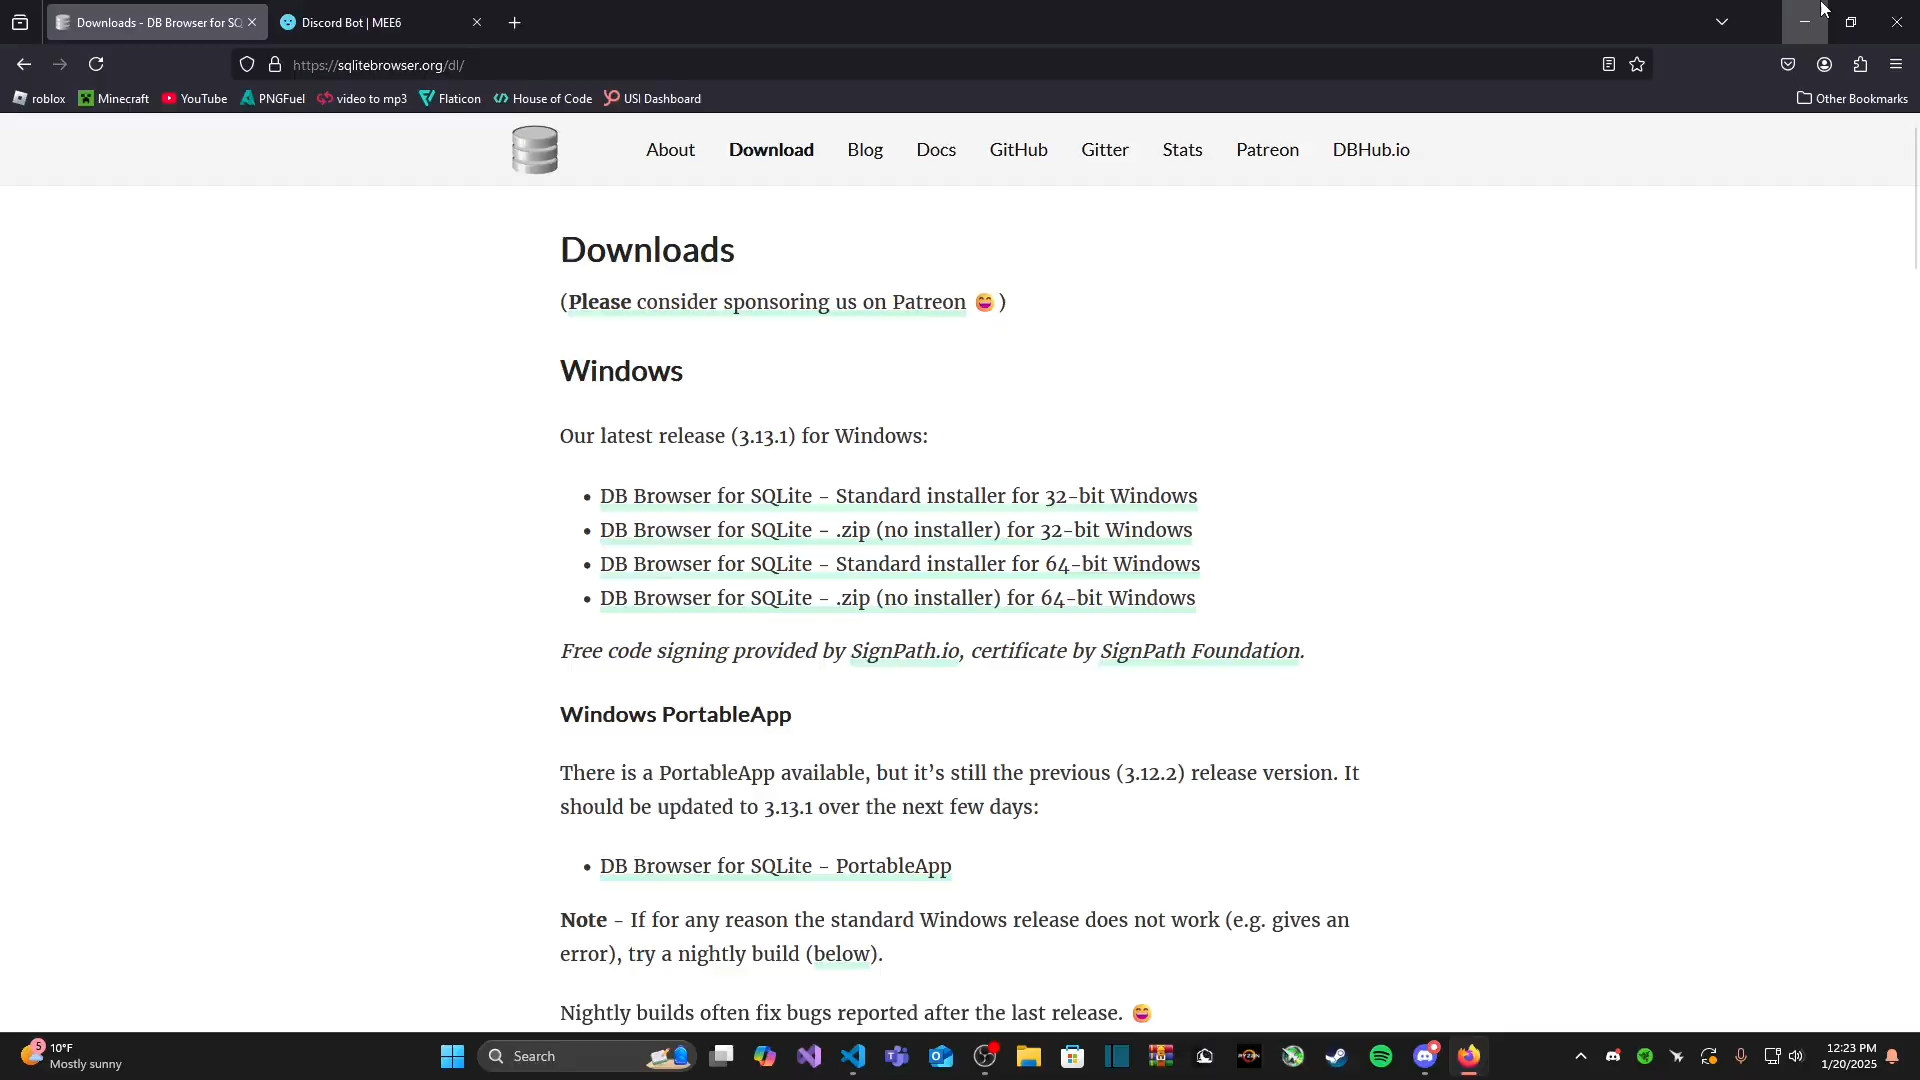 Downloads - DB Browser for SQ
Discord Bot | MEE6
https://sqlitebrowser.org/dl/
roblox
Minecraft
YouTube
PNGFuel
video to mp3
Flaticon
House of Code
USI Dashboard
Other Bookmarks
About
Download
Blog
Docs
GitHub
Gitter
Stats
Patreon
DBHub.io
Downloads
(Please consider sponsoring us on Patreon 😄 )
Windows
Our latest release (3.13.1) for Windows:
• DB Browser for SQLite - Standard installer for 32-bit Windows
• DB Browser for SQLite - .zip (no installer) for 32-bit Windows
• DB Browser for SQLite - Standard installer for 64-bit Windows
• DB Browser for SQLite - .zip (no installer) for 64-bit Windows
Free code signing provided by SignPath.io, certificate by SignPath Foundation.
Windows PortableApp
There is a PortableApp available, but it's still the previous (3.12.2) release version. It
should be updated to 3.13.1 over the next few days:
• DB Browser for SQLite - PortableApp
Note - If for any reason the standard Windows release does not work (e.g. gives an
error), try a nightly build (below).
Nightly builds often fix bugs reported after the last release. 😄
5
10°F
Mostly sunny
Search
12:23 PM
1/20/2025